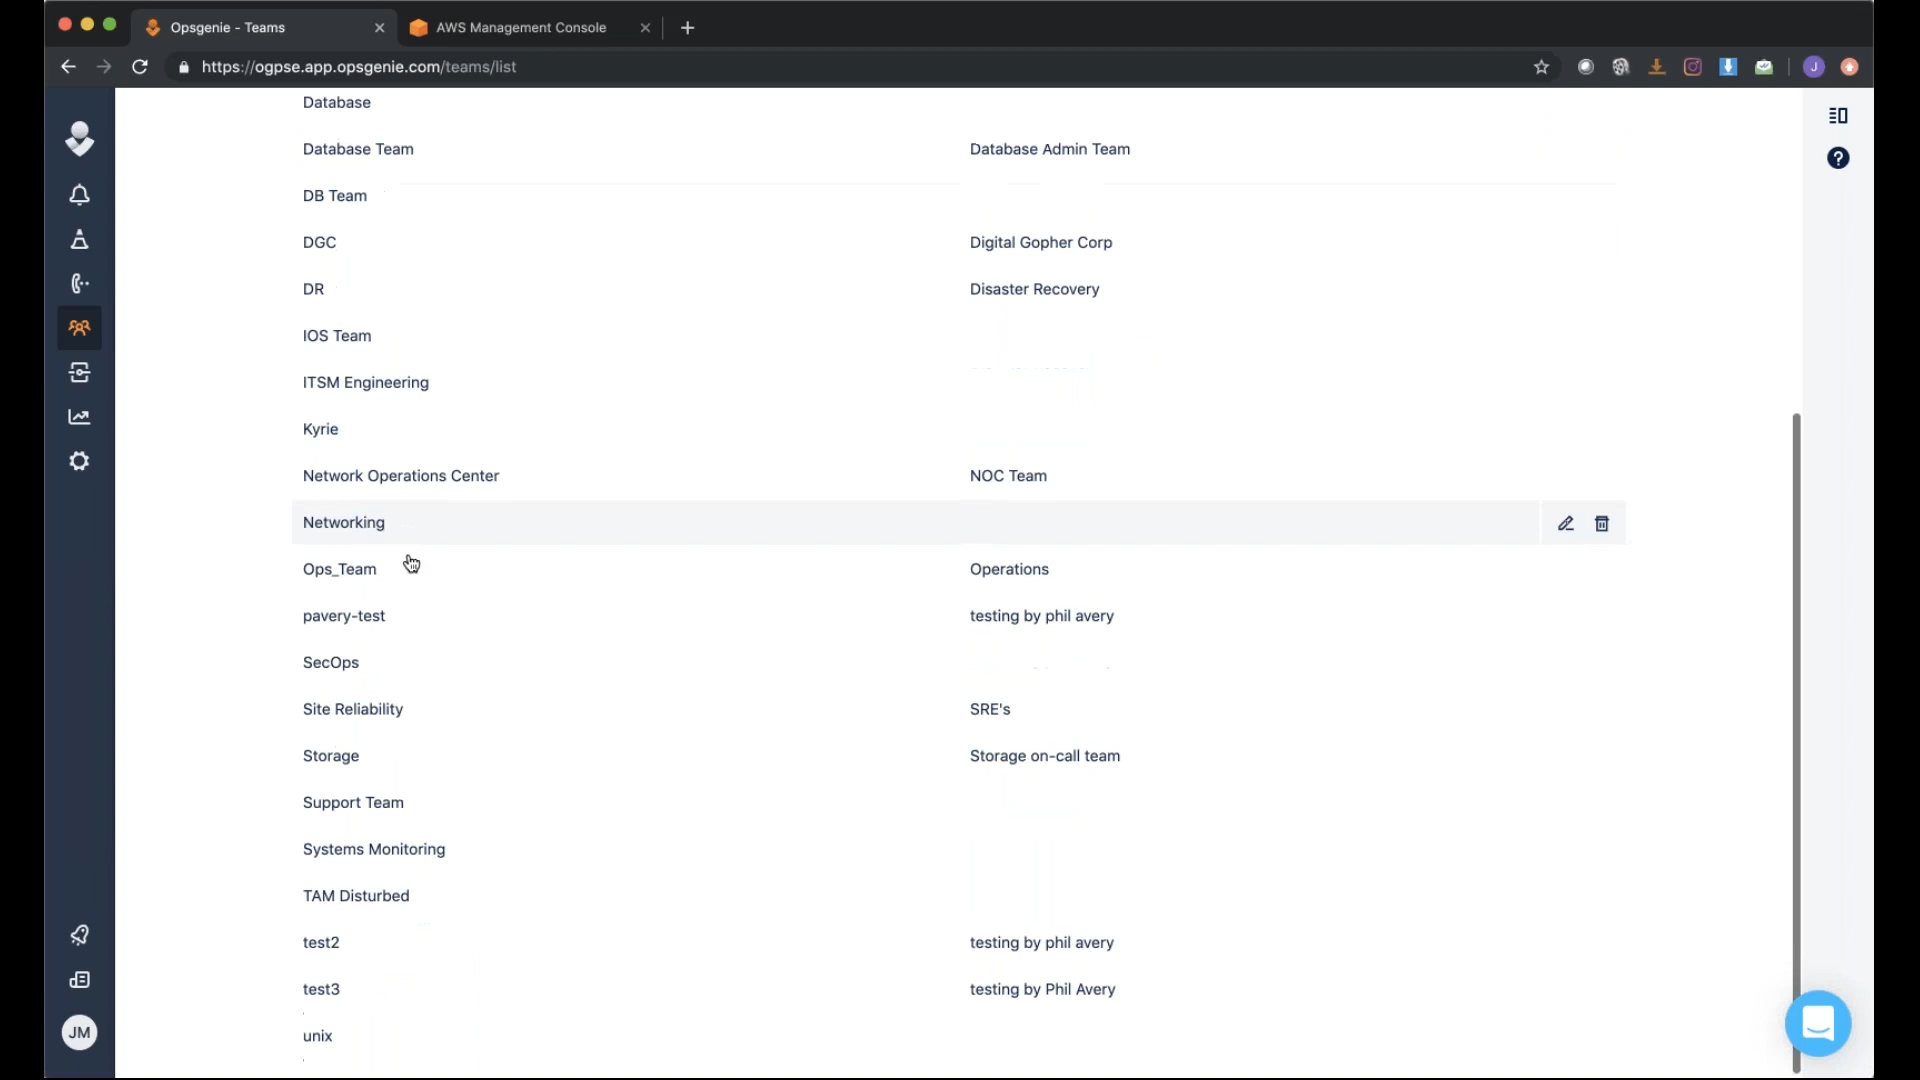 Opsgenie - Teams
AWS Management Console
https://ogpse.app.opsgenie.com/teams/list
J
Database
Database Team Database Admin Team
DB Team
DGC Digital Gopher Corp
DR Disaster Recovery
IOS Team
ITSM Engineering
Kyrie
Network Operations Center NOC Team
Networking
Ops_Team Operations
pavery-test testing by phil avery
SecOps
Site Reliability SRE's
Storage Storage on-call team
Support Team
Systems Monitoring
TAM Disturbed
test2 testing by phil avery
test3 testing by Phil Avery
unix
JM